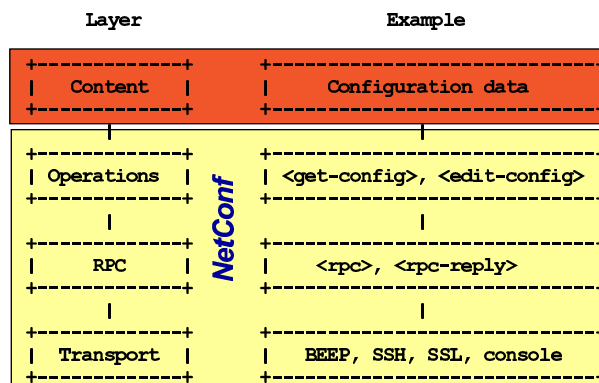 Layer Example
Content Configuration data
Operations <get-config>, <edit-config>
NetConf
RPC <rpc>, <rpc-reply>
Transport BEEP, SSH, SSL, console